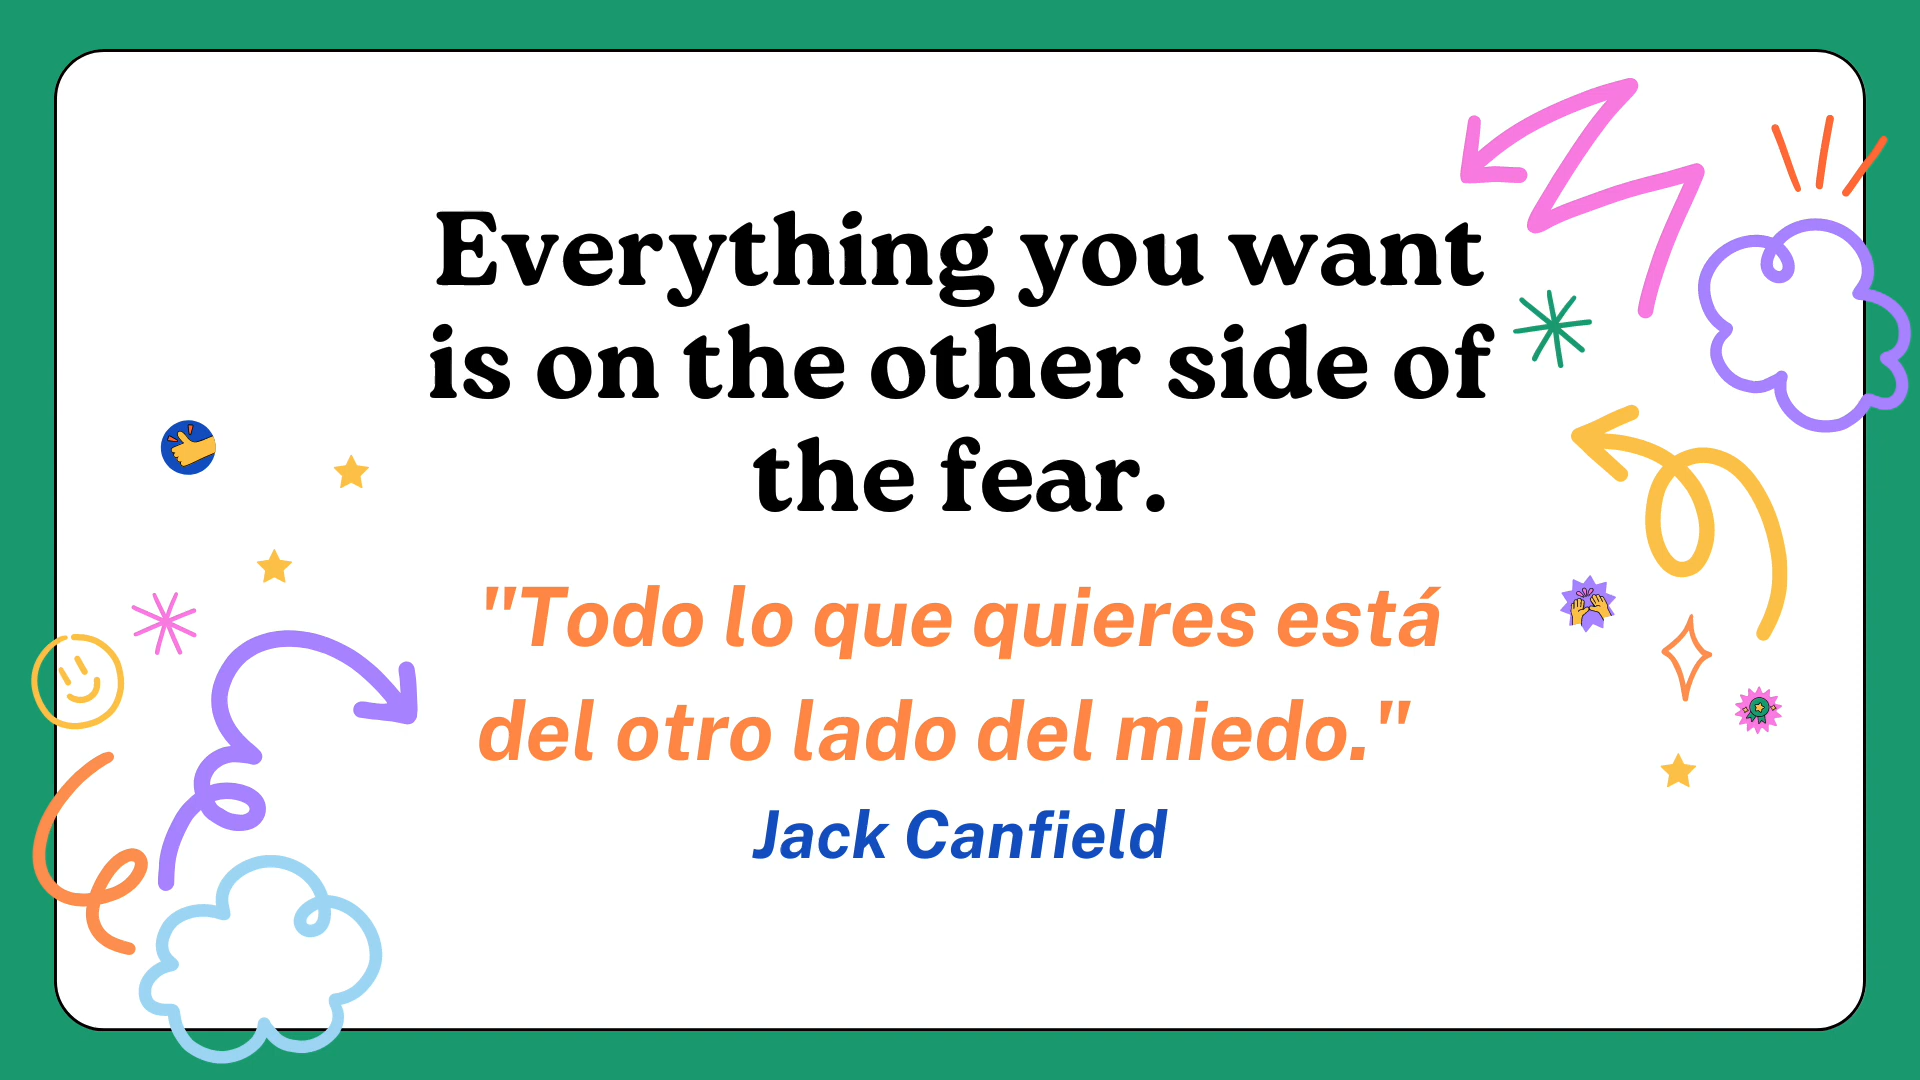 Everything you want
is on the other side of
the fear.
"Todo lo que quieres está
del otro lado del miedo."
Jack Canfield